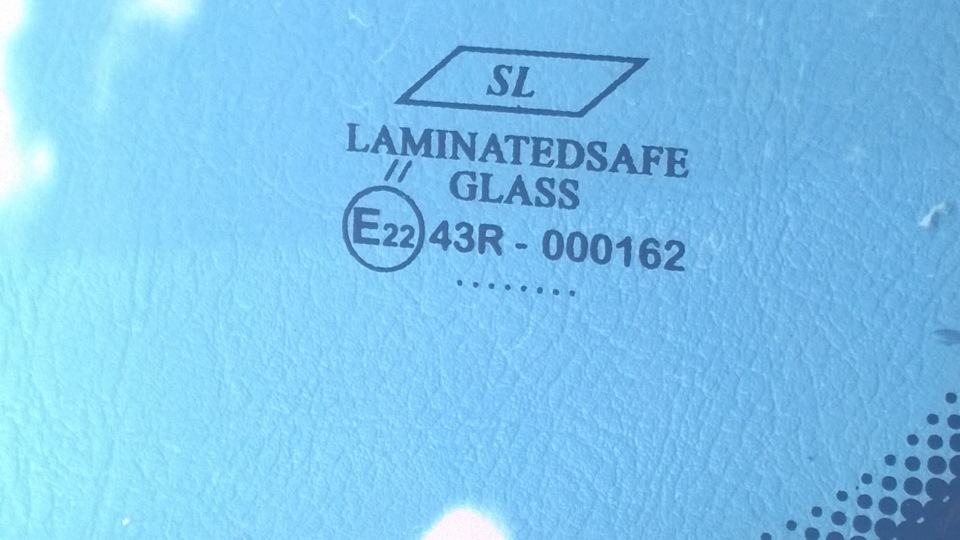 SL
LAMINATEDSAFE
//
GLASS
E22 43R - 000162
········